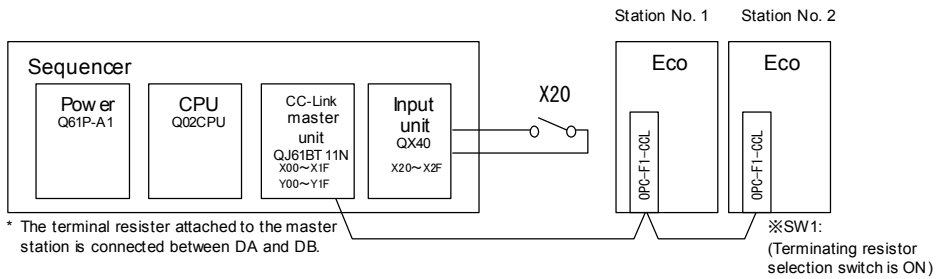 Station No. 1
Station No. 2
Sequencer
Power
Q61P-A1
CPU
Q02CPU
CC-Link
master
unit
QJ61BT 11N
X00～X1F
Y00～Y1F
Input
unit
QX40
X20～X2F
X20
Eco
OPC-F1-CCL
Eco
OPC-F1-CCL
* The terminal resister attached to the master
station is connected between DA and DB.
※SW1:
(Terminating resistor
selection switch is ON)